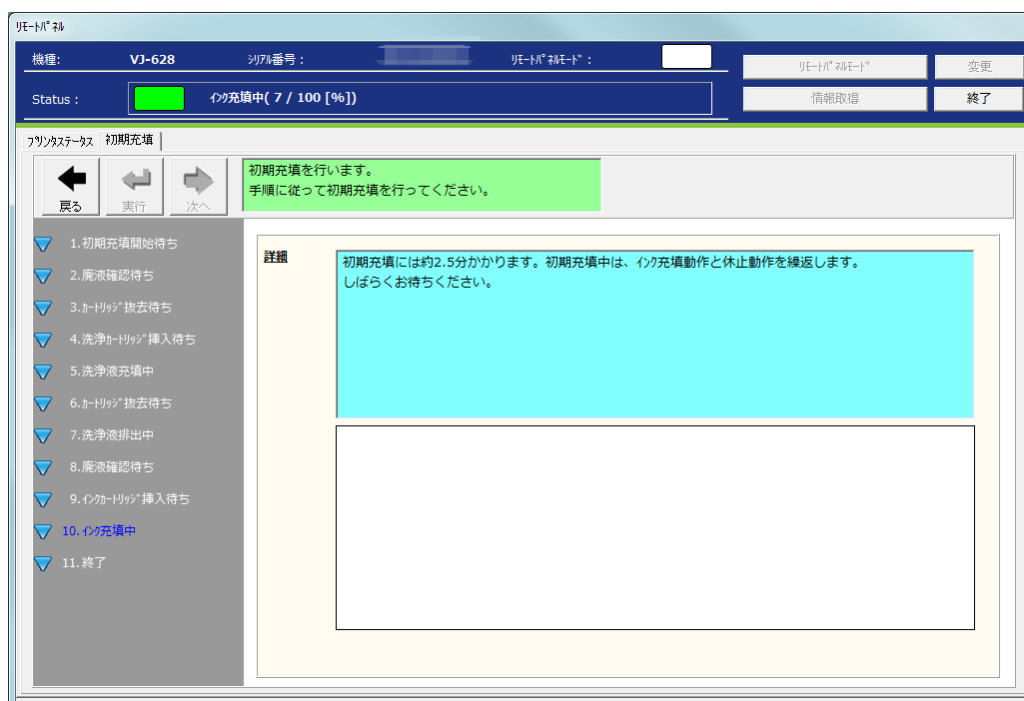 ﾘﾓｰﾄﾊﾟﾈﾙ
機種: VJ-628 ｼﾘｱﾙ番号 : ﾘﾓｰﾄﾊﾟﾈﾙﾓｰﾄﾞ :
ﾘﾓｰﾄﾊﾟﾈﾙﾓｰﾄﾞ 変更
Status : ｲﾝｸ充填中( 7 / 100 [%])
情報取得 終了
ﾌﾟﾘﾝﾀｽﾃｰﾀｽ 初期充填
戻る 実行 次へ
初期充填を行います。
手順に従って初期充填を行ってください。
1.初期充填開始待ち
2.廃液確認待ち
3.ｶｰﾄﾘｯｼﾞ抜去待ち
4.洗浄ｶｰﾄﾘｯｼﾞ挿入待ち
5.洗浄液充填中
6.ｶｰﾄﾘｯｼﾞ抜去待ち
7.洗浄液排出中
8.廃液確認待ち
9.ｲﾝｸｶｰﾄﾘｯｼﾞ挿入待ち
10.ｲﾝｸ充填中
11.終了
詳細
初期充填には約2.5分かかります。初期充填中は、ｲﾝｸ充填動作と休止動作を繰返します。
しばらくお待ちください。